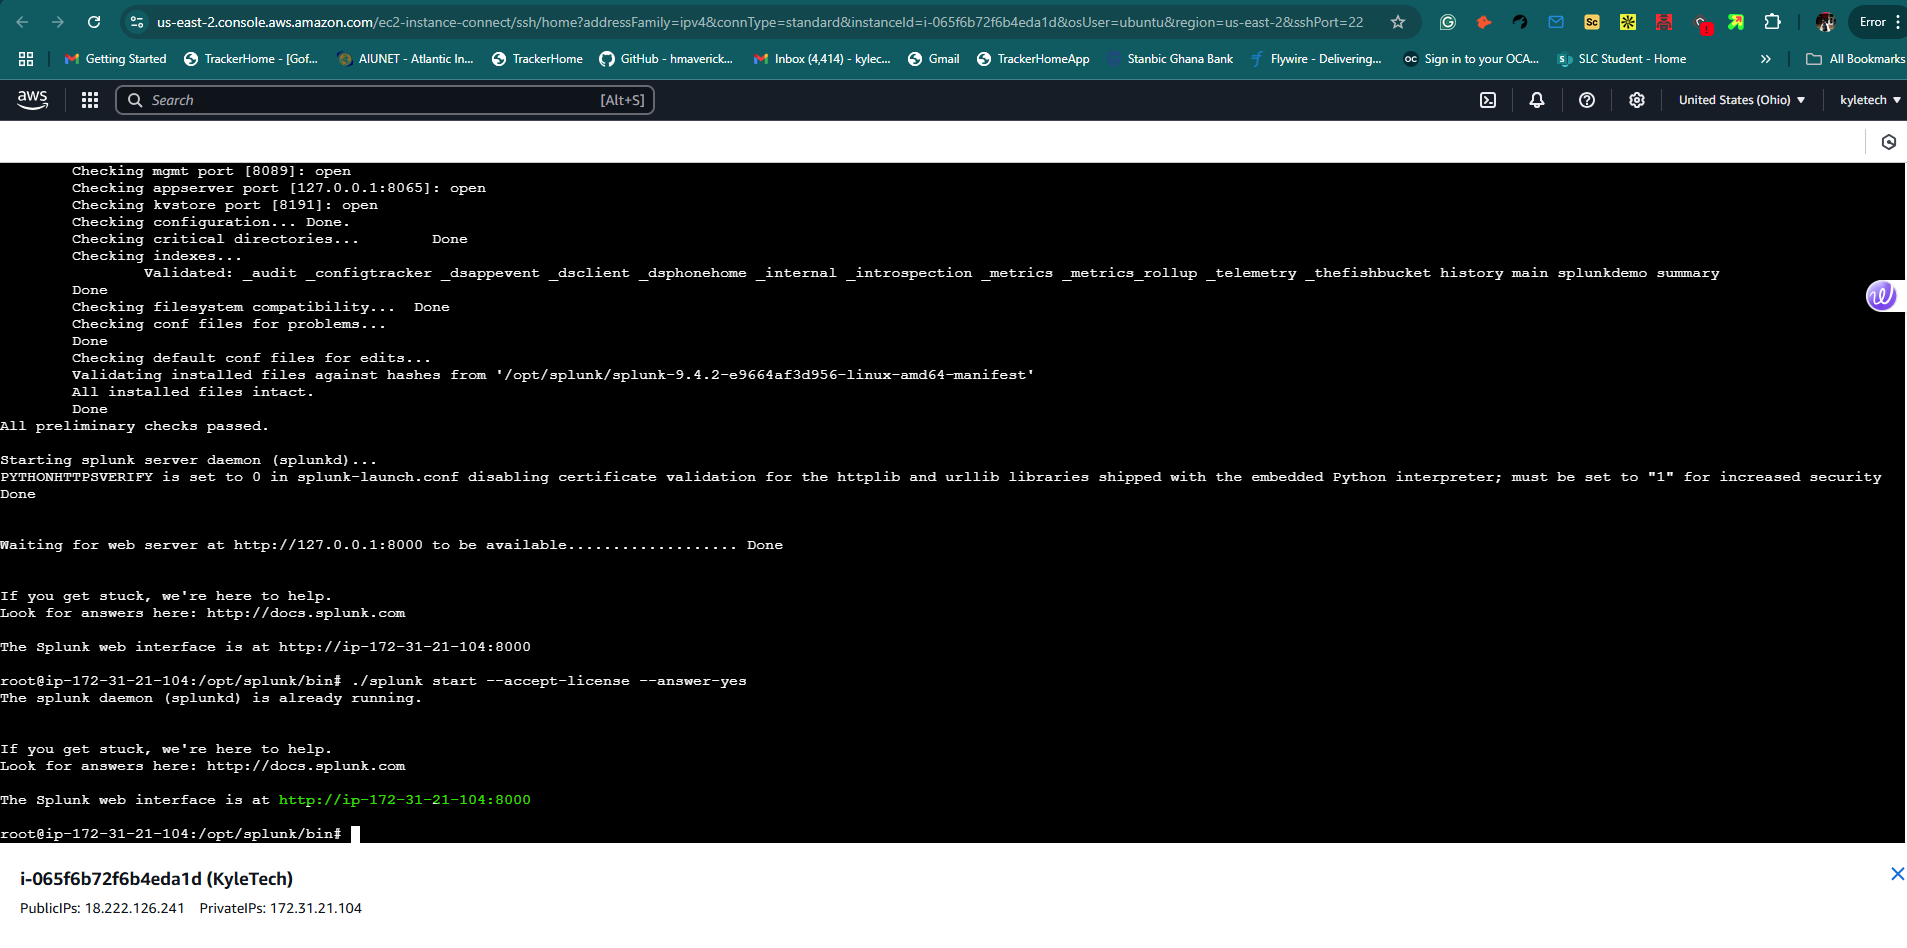 us-east-2.console.aws.amazon.com/ec2-instance-connect/ssh/home?addressFamily=ipv4&connType=standard&instanceId=i-065f6b72f6b4eda1d&osUser=ubuntu&region=us-east-2&sshPort=22
Sc
Error
Getting Started
TrackerHome - [Gof...
AIUNET - Atlantic In...
TrackerHome
GitHub - hmaverick...
Inbox (4,414) - kylec...
Gmail
TrackerHomeApp
Stanbic Ghana Bank
Flywire - Delivering...
OC Sign in to your OCA...
S SLC Student - Home
All Bookmarks
aws
Search
[Alt+S]
United States (Ohio)
kyletech
Checking mgmt port [8089]: open
Checking appserver port [127.0.0.1:8065]: open
Checking kvstore port [8191]: open
Checking configuration... Done.
Checking critical directories... Done
Checking indexes...
Validated: _audit _configtracker _dsappevent _dsclient _dsphonehome _internal _introspection _metrics _metrics_rollup _telemetry _thefishbucket history main splunkdemo summary
Done
Checking filesystem compatibility... Done
Checking conf files for problems...
Done
Checking default conf files for edits...
Validating installed files against hashes from '/opt/splunk/splunk-9.4.2-e9664af3d956-linux-amd64-manifest'
All installed files intact.
Done
All preliminary checks passed.
Starting splunk server daemon (splunkd)...
PYTHONHTTPSVERIFY is set to 0 in splunk-launch.conf disabling certificate validation for the httplib and urllib libraries shipped with the embedded Python interpreter; must be set to "1" for increased security
Done
Waiting for web server at http://127.0.0.1:8000 to be available................... Done
If you get stuck, we're here to help.
Look for answers here: http://docs.splunk.com
The Splunk web interface is at http://ip-172-31-21-104:8000
root@ip-172-31-21-104:/opt/splunk/bin# ./splunk start --accept-license --answer-yes
The splunk daemon (splunkd) is already running.
If you get stuck, we're here to help.
Look for answers here: http://docs.splunk.com
The Splunk web interface is at http://ip-172-31-21-104:8000
root@ip-172-31-21-104:/opt/splunk/bin#
i-065f6b72f6b4eda1d (KyleTech)
PublicIPs: 18.222.126.241 PrivateIPs: 172.31.21.104